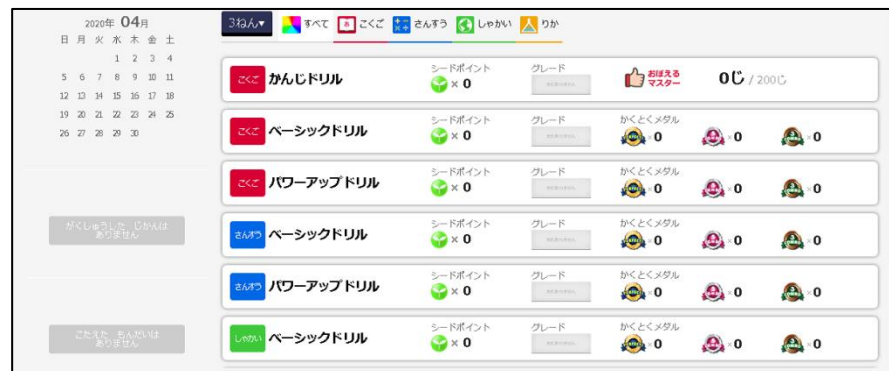 2020年 04月
日 月 火 水 木 金 土
1 2 3 4
5 6 7 8 9 10 11
12 13 14 15 16 17 18
19 20 21 22 23 24 25
26 27 28 29 30
がくしゅうした じかんは
ありません
こたえた もんだいは
ありません
3ねん▼ すべて あ こくご さんすう しゃかい りか
こくご かんじドリル シードポイント × 0 グレード おぼえるマスター 0じ / 200じ
こくご ベーシックドリル シードポイント × 0 グレード かくとくメダル × 0 × 0 × 0
こくご パワーアップドリル シードポイント × 0 グレード かくとくメダル × 0 × 0 × 0
さんすう ベーシックドリル シードポイント × 0 グレード かくとくメダル × 0 × 0 × 0
さんすう パワーアップドリル シードポイント × 0 グレード かくとくメダル × 0 × 0 × 0
しゃかい ベーシックドリル シードポイント × 0 グレード かくとくメダル × 0 × 0 × 0